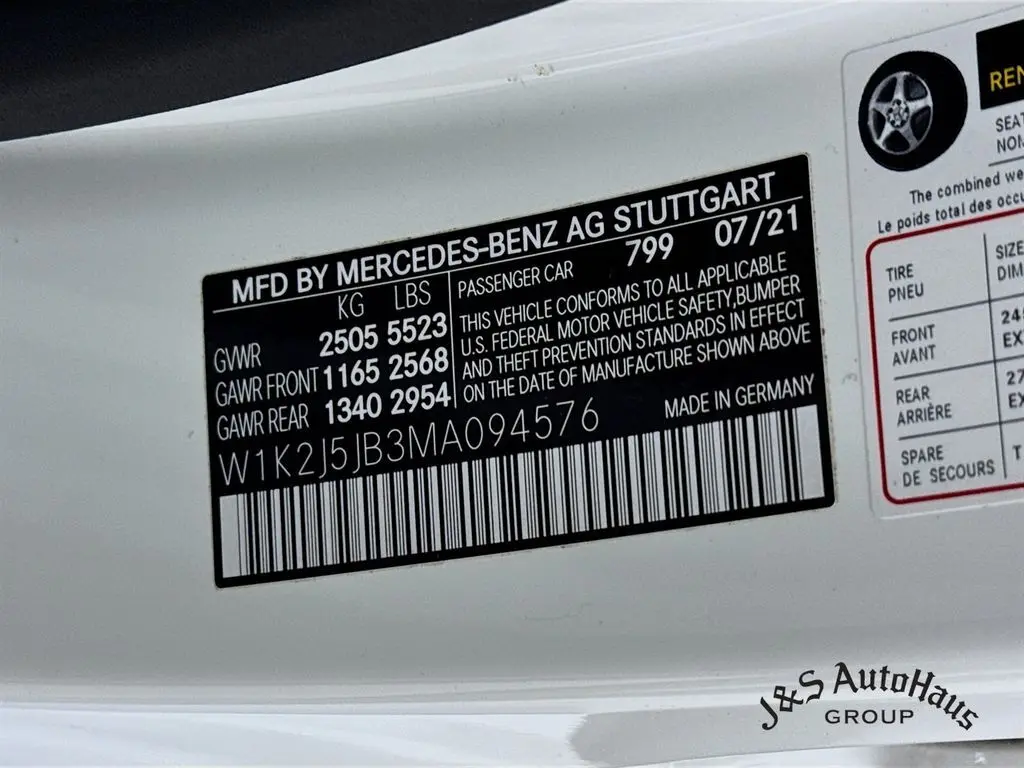 MFD BY MERCEDES-BENZ AG STUTTGART
KG LBS
GVWR 2505 5523
GAWR FRONT 1165 2568
GAWR REAR 1340 2954
PASSENGER CAR 799 07/21
THIS VEHICLE CONFORMS TO ALL APPLICABLE
U.S. FEDERAL MOTOR VEHICLE SAFETY,BUMPER
AND THEFT PREVENTION STANDARDS IN EFFECT
ON THE DATE OF MANUFACTURE SHOWN ABOVE
W1K2J5JB3MA094576
MADE IN GERMANY
The combined
Le poids total des
TIRE
PNEU
FRONT
AVANT
REAR
ARRIÈRE
SPARE
DE SECOURS
SIZE
J&S AutoHaus
GROUP